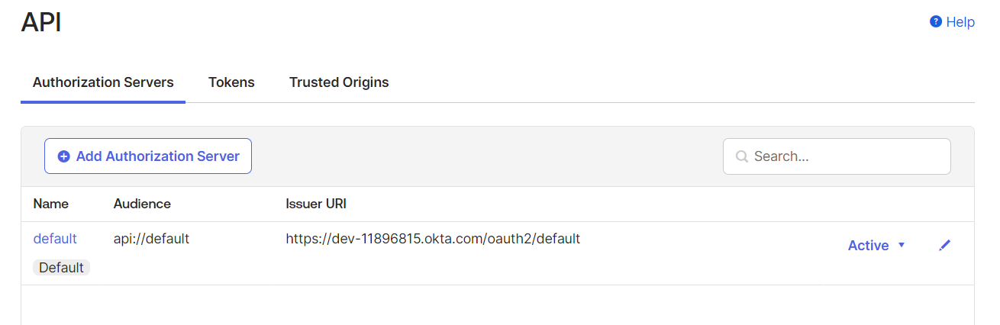 API
Help
Authorization Servers Tokens Trusted Origins
Add Authorization Server Search...
Name Audience Issuer URI
default api://default https://dev-11896815.okta.com/oauth2/default Active
Default